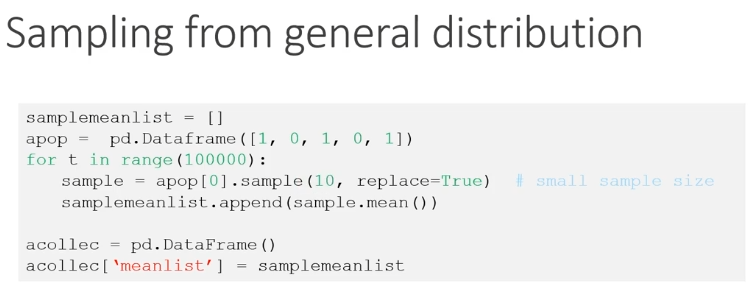 Sampling from general distribution
samplemeanlist = []
apop =  pd.Dataframe([1, 0, 1, 0, 1])
for t in range(100000):
    sample = apop[0].sample(10, replace=True)  # small sample size
    samplemeanlist.append(sample.mean())
acollec = pd.DataFrame()
acollec[‘meanlist’] = samplemeanlist